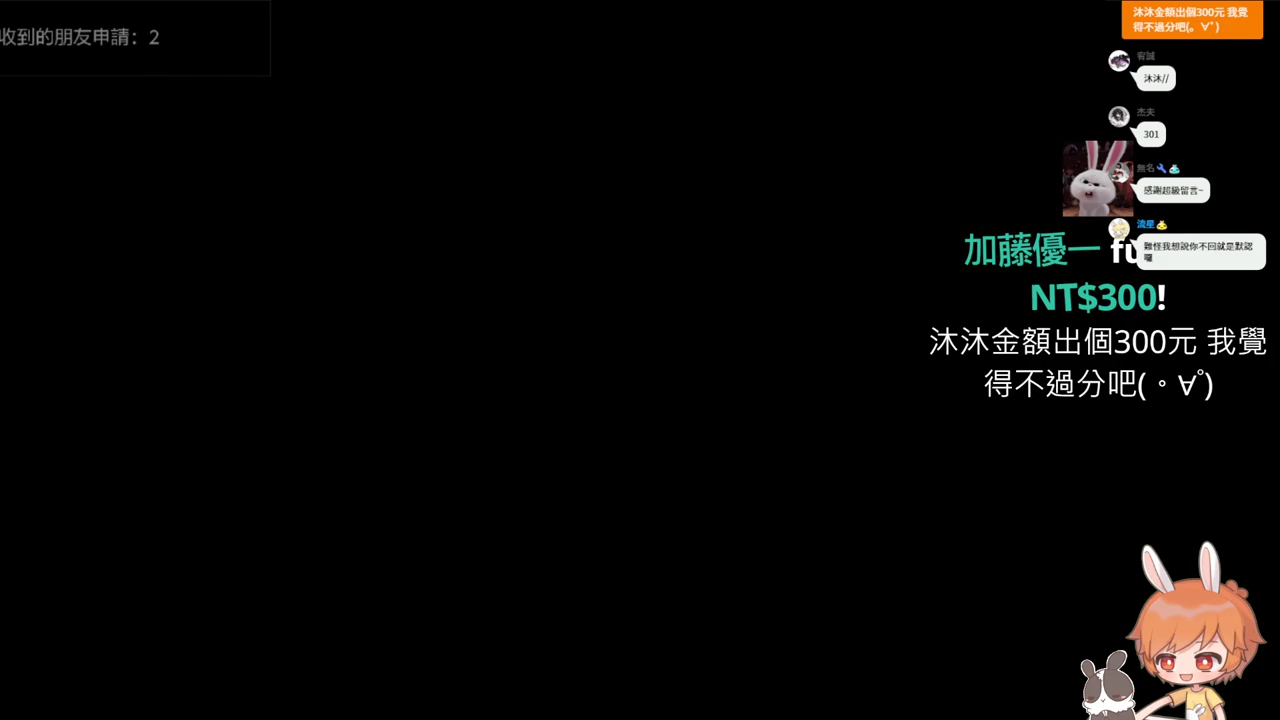 收到的朋友申請：2
沐沐金額出個300元 我覺
得不過分吧(。∀ﾟ)
宥誠
沐沐//
杰夫
301
無名
感謝超級留言~
流星
難怪我想說你不回就是默認
囉
加藤優一 fu
NT$300!
沐沐金額出個300元 我覺
得不過分吧(。∀ﾟ)